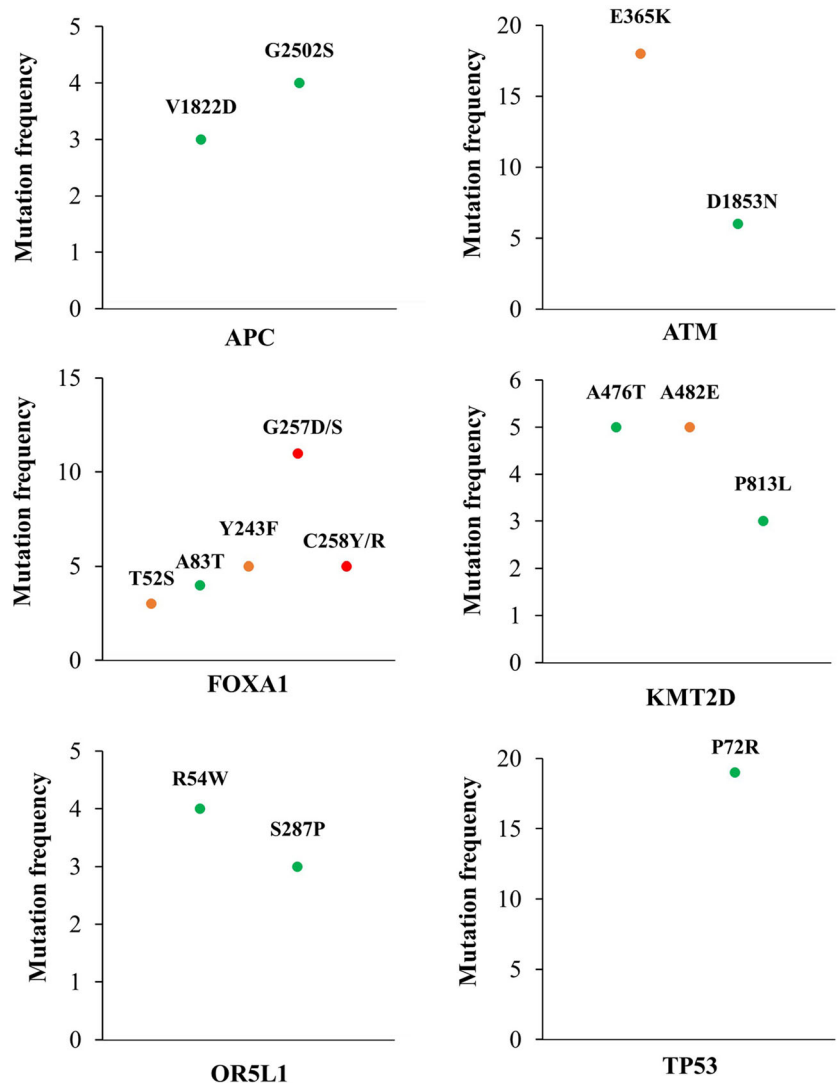 Mutation frequency
5
4
3
2
1
0
V1822D
G2502S
APC
Mutation frequency
20
15
10
5
0
E365K
D1853N
ATM
Mutation frequency
15
10
5
0
T52S
A83T
Y243F
G257D/S
C258Y/R
FOXA1
Mutation frequency
6
5
4
3
2
1
0
A476T
A482E
P813L
KMT2D
Mutation frequency
5
4
3
2
1
0
R54W
S287P
OR5L1
Mutation frequency
20
15
10
5
0
P72R
TP53